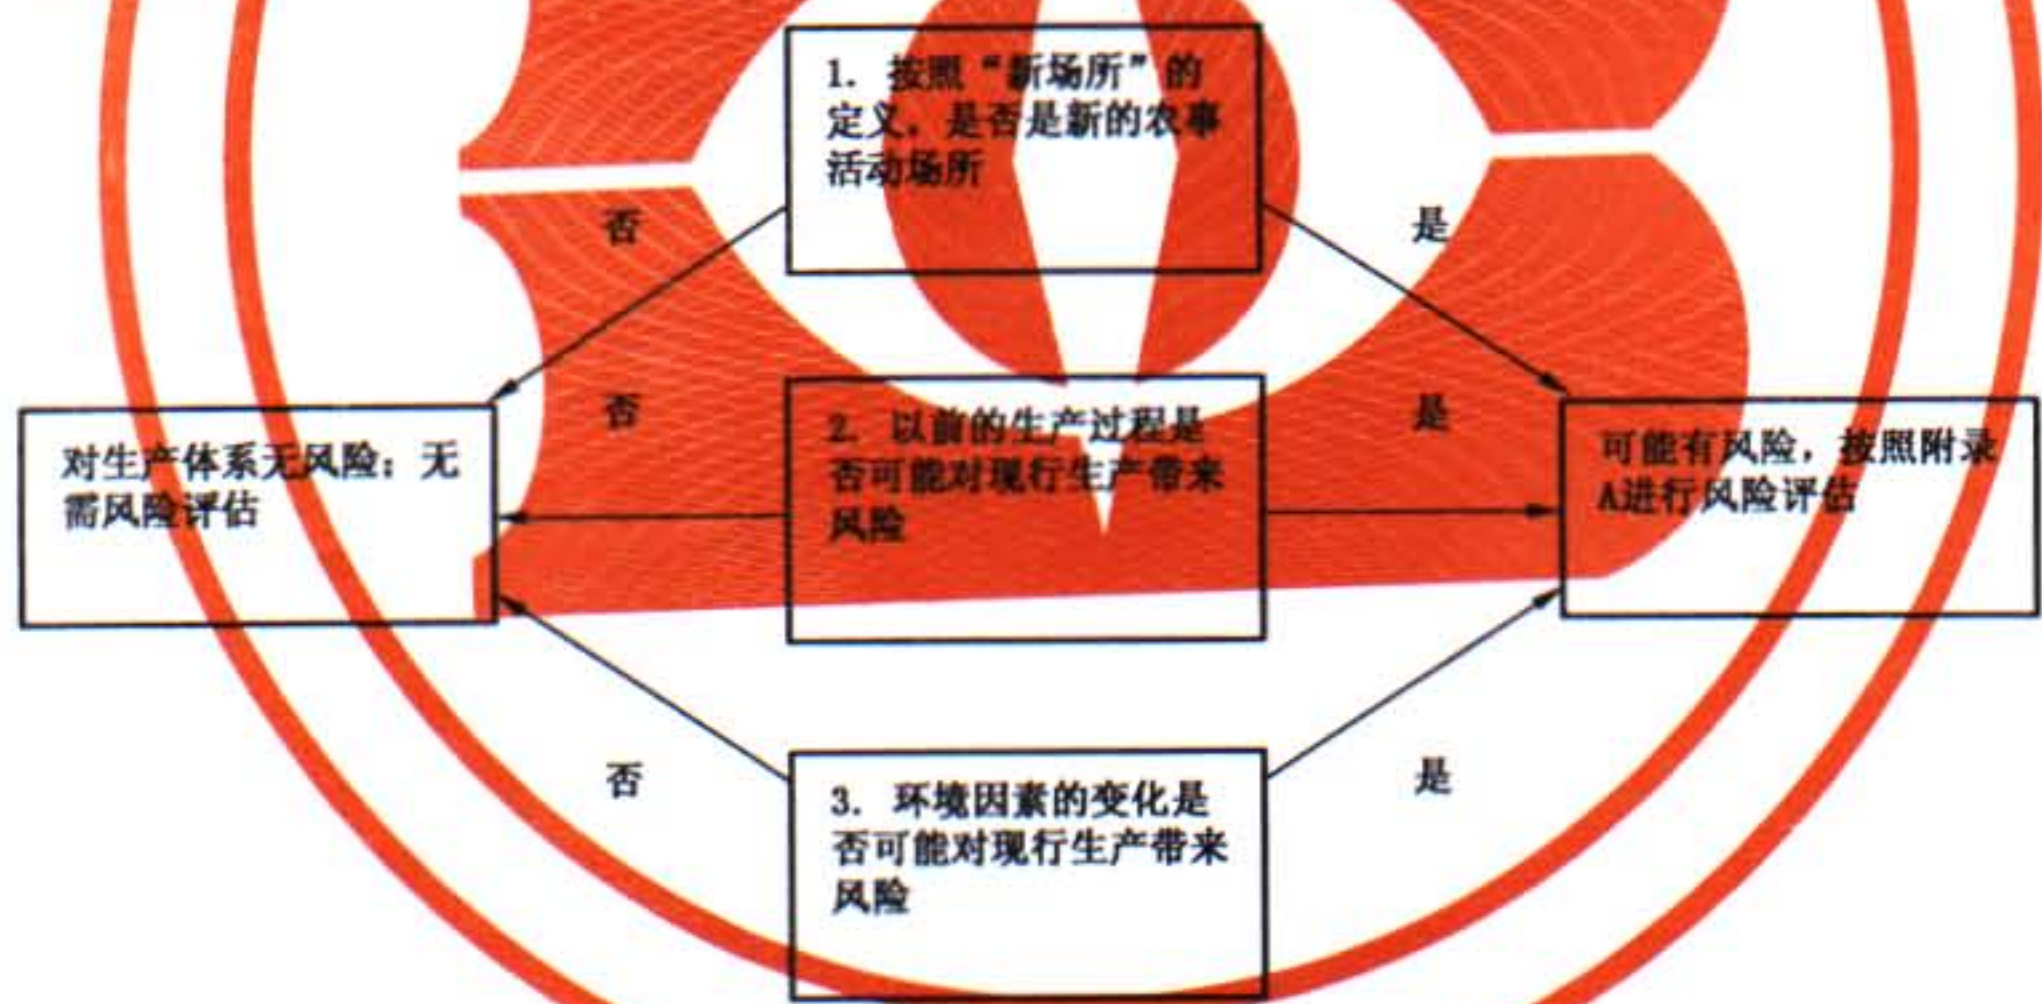 1. 按照“新场所”的
定义，是否是新的农事
活动场所
否
是
否
是
对生产体系无风险；无
需风险评估
2. 以前的生产过程是
否可能对现行生产带来
风险
可能有风险，按照附录
A进行风险评估
否
是
3. 环境因素的变化是
否可能对现行生产带来
风险